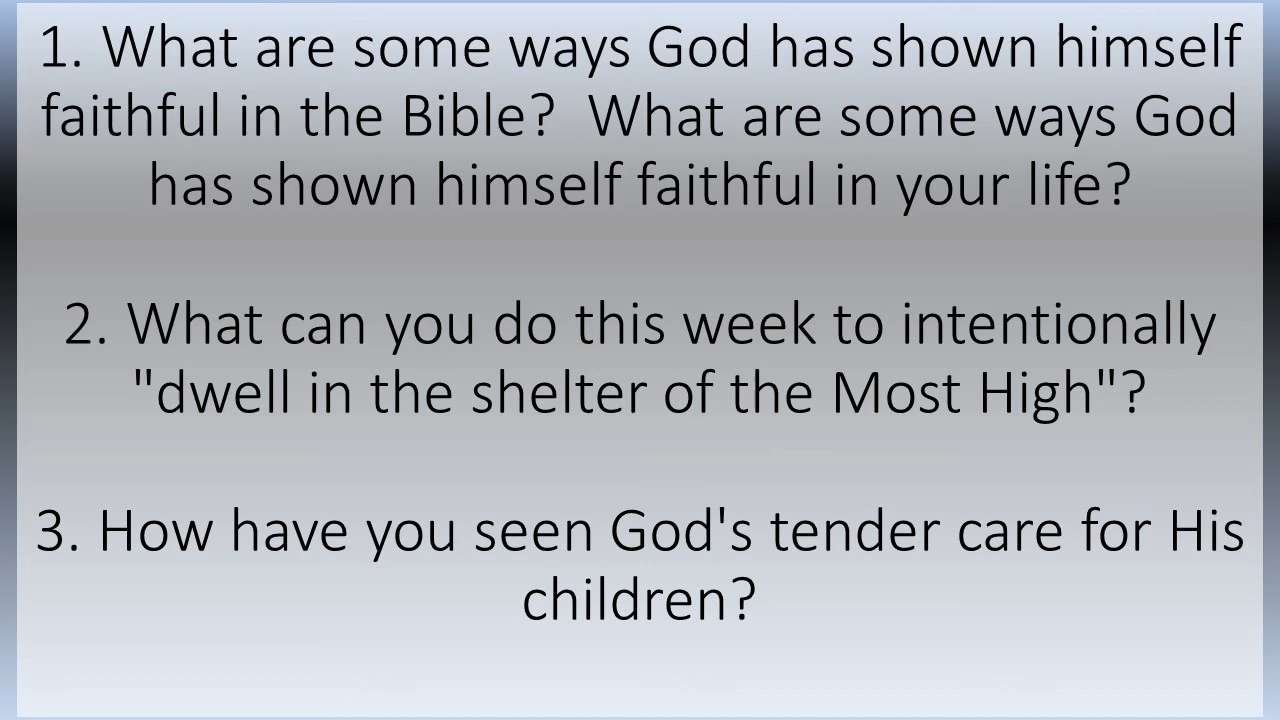 1. What are some ways God has shown himself
faithful in the Bible?  What are some ways God
has shown himself faithful in your life?
2. What can you do this week to intentionally
"dwell in the shelter of the Most High"?
3. How have you seen God's tender care for His
children?